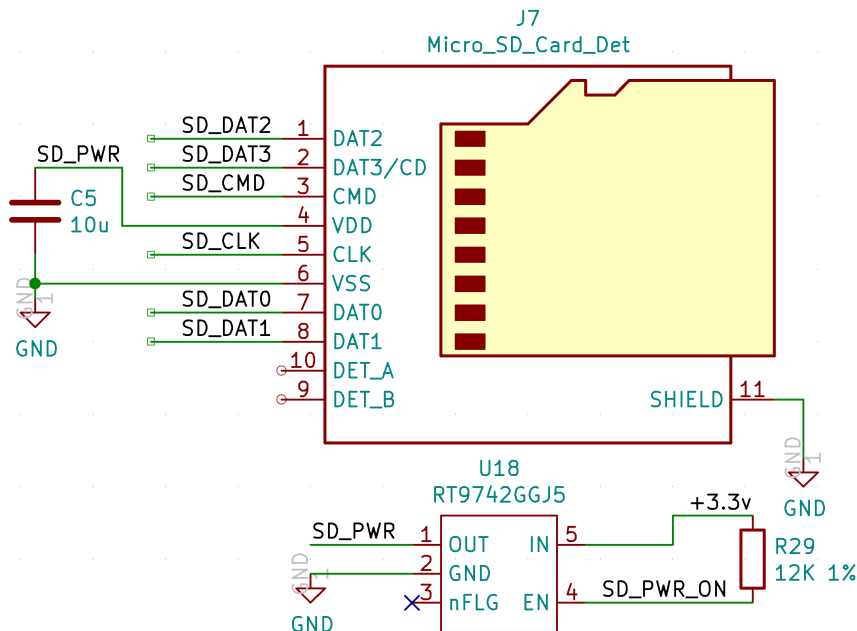 J7
Micro_SD_Card_Det
SD_DAT2 1 DAT2
SD_DAT3 2 DAT3/CD
SD_PWR
SD_CMD 3 CMD
C5
10u
4 VDD
SD_CLK 5 CLK
6 VSS
GND 1
SD_DAT0 7 DAT0
SD_DAT1 8 DAT1
GND
10 DET_A
9 DET_B
SHIELD 11
GND 1
GND
U18
RT9742GGJ5
+3.3v
SD_PWR 1 OUT IN 5
R29
12K 1%
GND 1
2 GND
3 nFLG EN 4 SD_PWR_ON
GND